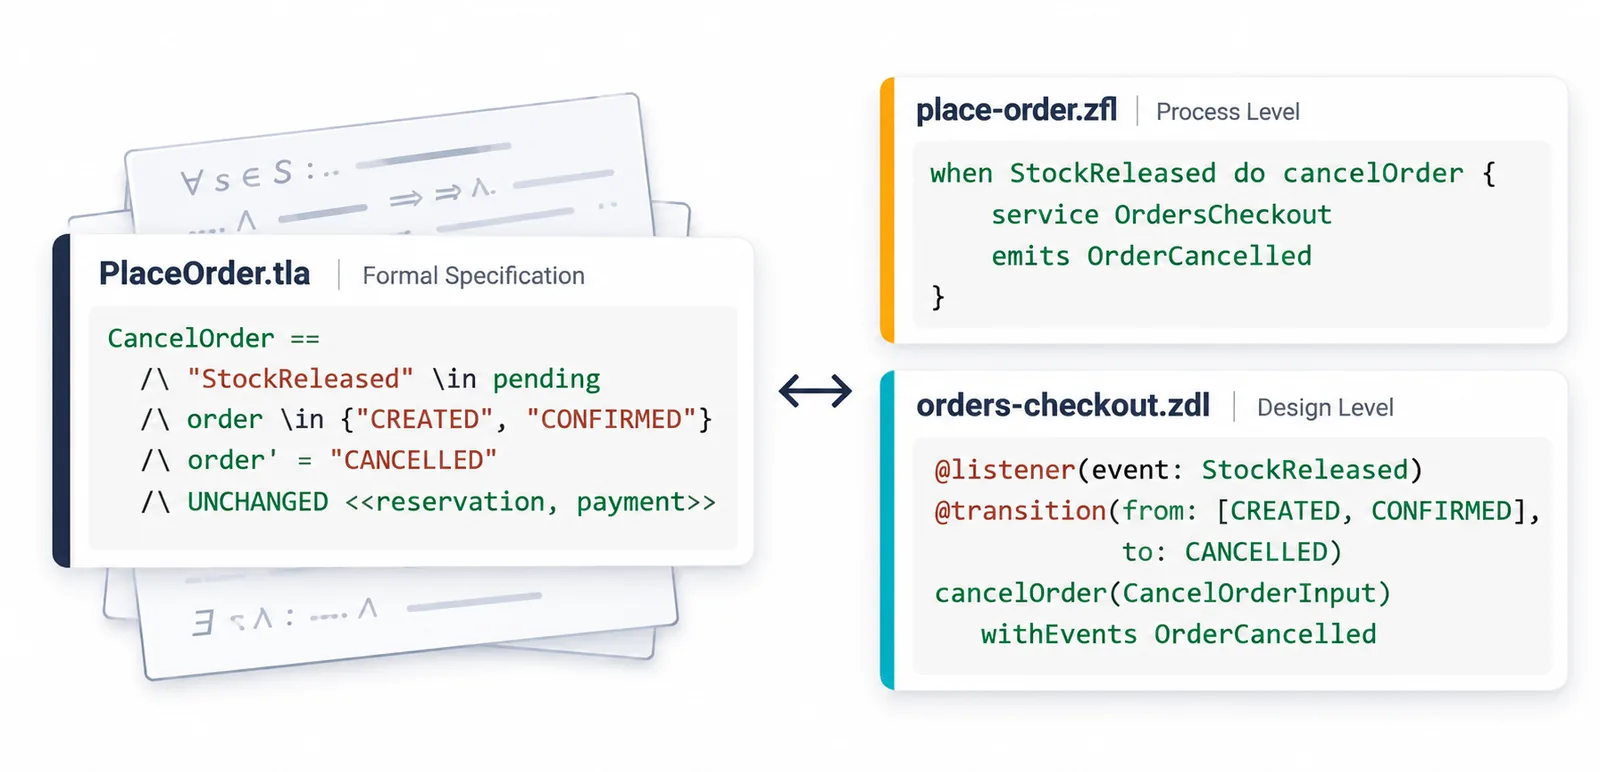 ∀ s ∈ S : ..
.... ∧ ⇒ ⇒ ∧.
PlaceOrder.tla | Formal Specification
CancelOrder ==
/\ "StockReleased" \in pending
/\ order \in {"CREATED", "CONFIRMED"}
/\ order' = "CANCELLED"
/\ UNCHANGED <<reservation, payment>>
place-order.zfl | Process Level
when StockReleased do cancelOrder {
service OrdersCheckout
emits OrderCancelled
}
orders-checkout.zdl | Design Level
@listener(event: StockReleased)
@transition(from: [CREATED, CONFIRMED],
to: CANCELLED)
cancelOrder(CancelOrderInput)
withEvents OrderCancelled